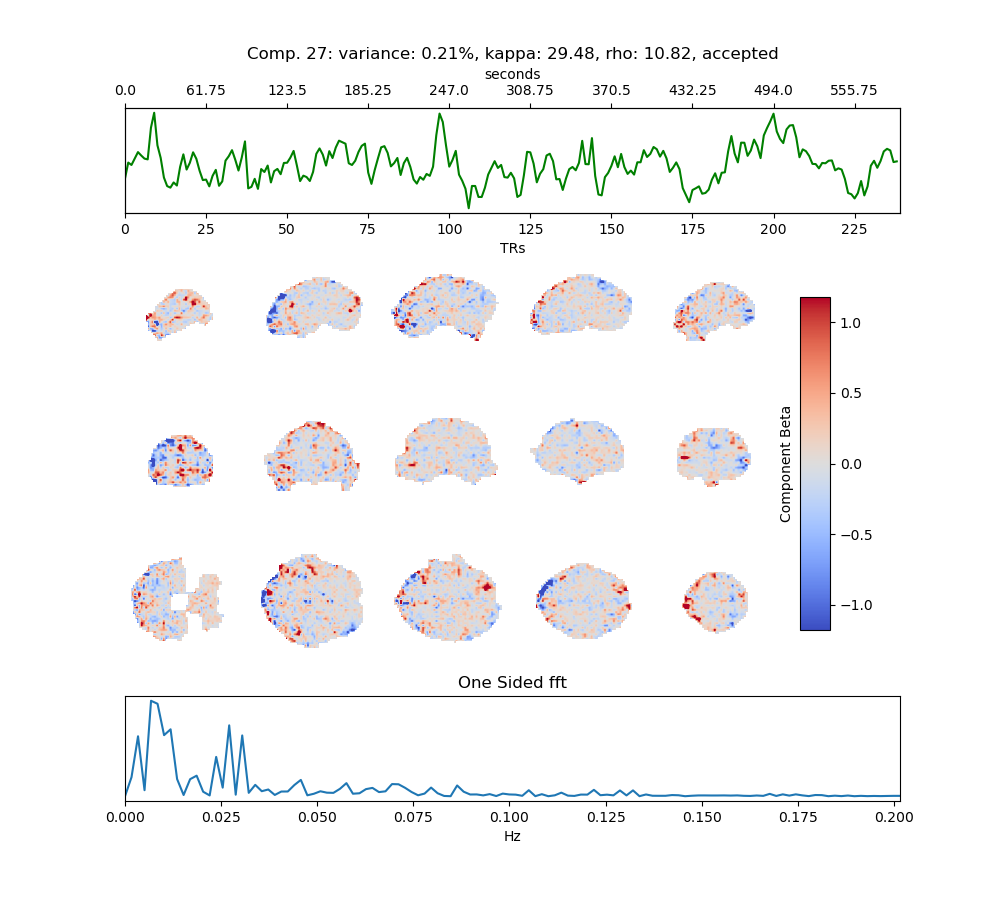 Comp. 27: variance: 0.21%, kappa: 29.48, rho: 10.82, accepted
seconds
0.0 61.75 123.5 185.25 247.0 308.75 370.5 432.25 494.0 555.75
0 25 50 75 100 125 150 175 200 225
TRs
1.0
0.5
0.0
−0.5
−1.0
Component Beta
One Sided fft
0.000 0.025 0.050 0.075 0.100 0.125 0.150 0.175 0.200
Hz